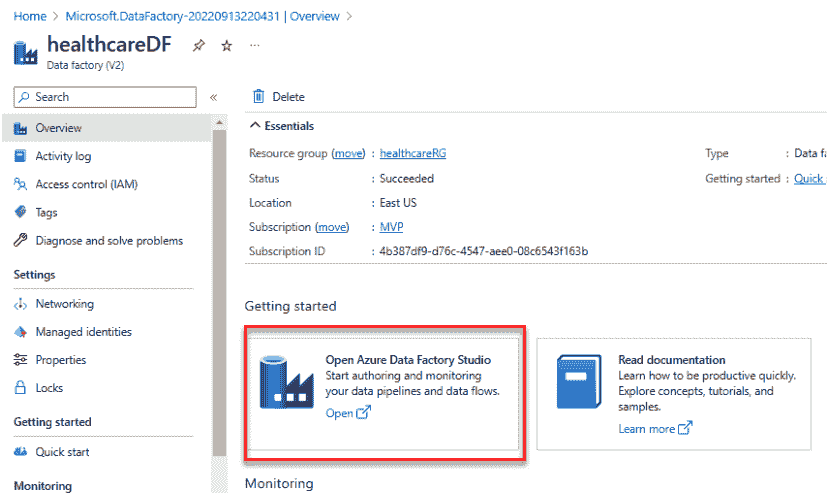 Home > Microsoft.DataFactory-20220913220431 | Overview >
healthcareDF ...
Data factory (V2)
Search «
Overview
Activity log
Access control (IAM)
Tags
Diagnose and solve problems
Settings
Networking
Managed identities
Properties
Locks
Getting started
Quick start
Monitoring
Delete
Essentials
Resource group (move) : healthcareRG
Status : Succeeded
Location : East US
Subscription (move) : MVP
Subscription ID : 4b387df9-d76c-4547-aee0-08c6543f163b
Type : Data fa
Getting started : Quick
Getting started
Open Azure Data Factory Studio
Start authoring and monitoring
your data pipelines and data flows.
Open
Read documentation
Learn how to be productive quickly.
Explore concepts, tutorials, and
samples.
Learn more
Monitoring